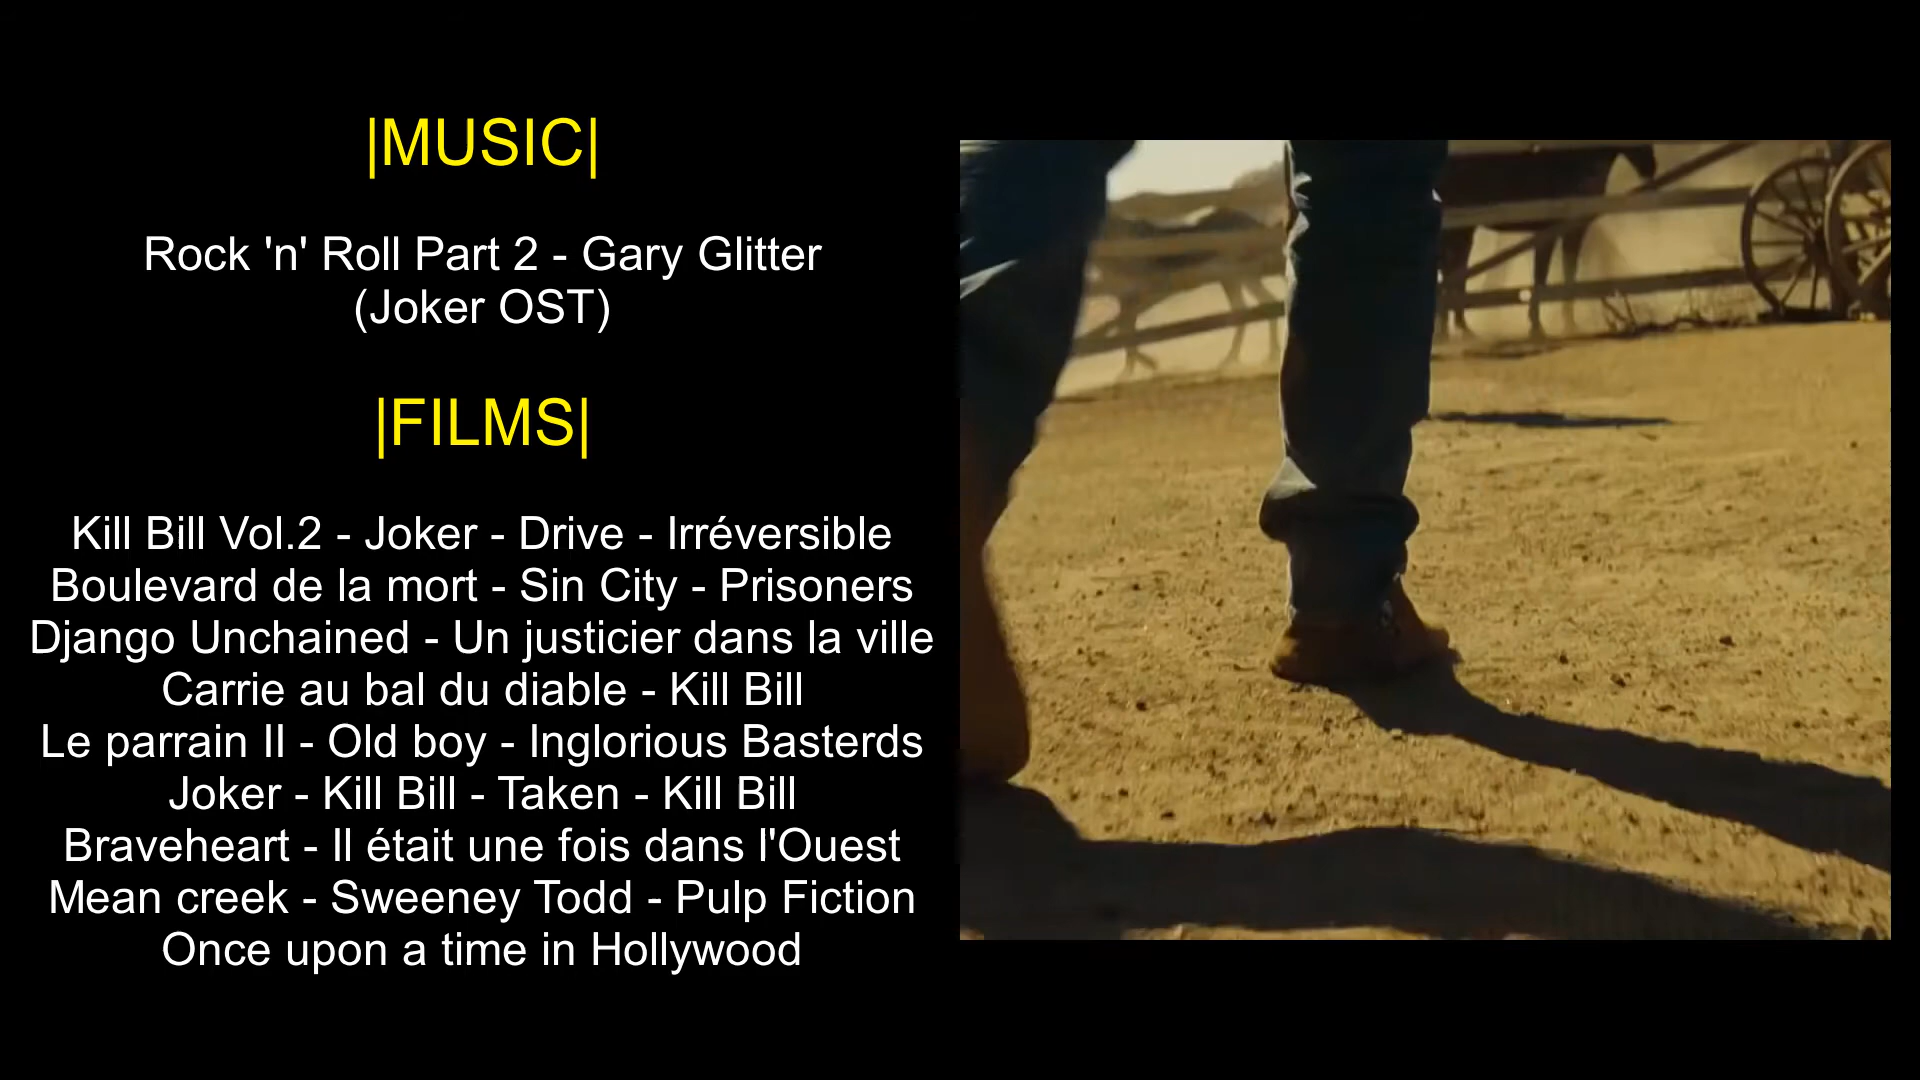 |MUSIC|
Rock 'n' Roll Part 2 - Gary Glitter
(Joker OST)
|FILMS|
Kill Bill Vol.2 - Joker - Drive - Irréversible
Boulevard de la mort - Sin City - Prisoners
Django Unchained - Un justicier dans la ville
Carrie au bal du diable - Kill Bill
Le parrain II - Old boy - Inglorious Basterds
Joker - Kill Bill - Taken - Kill Bill
Braveheart - Il était une fois dans l'Ouest
Mean creek - Sweeney Todd - Pulp Fiction
Once upon a time in Hollywood